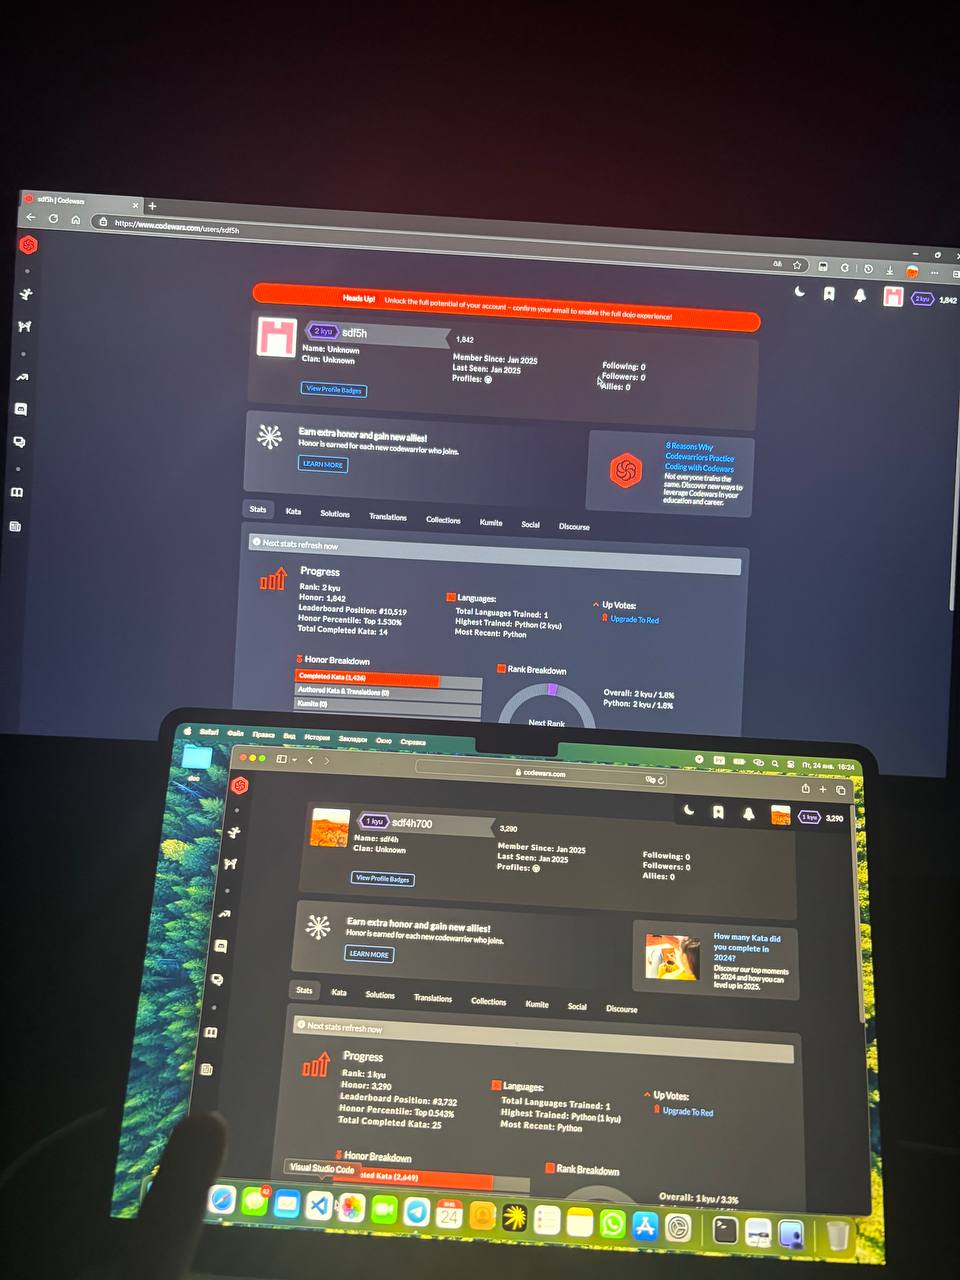 sdf5h | Codewars
https://www.codewars.com/users/sdf5h
2 kyu 1,842
Heads Up! Unlock the full potential of your account – confirm your email to enable the full dojo experience!
2 kyu sdf5h 1,842
Name: Unknown
Clan: Unknown
Member Since: Jan 2025
Last Seen: Jan 2025
Profiles:
Following: 0
Followers: 0
Allies: 0
View Profile Badges
Earn extra honor and gain new allies!
Honor is earned for each new codewarrior who joins.
LEARN MORE
8 Reasons Why
Codewarriors Practice
Coding with Codewars
Not everyone trains the
same. Discover new ways to
leverage Codewars in your
education and career.
Stats Kata Solutions Translations Collections Kumite Social Discourse
Next stats refresh now
Progress
Rank: 2 kyu
Honor: 1,842
Leaderboard Position: #10,519
Honor Percentile: Top 1.530%
Total Completed Kata: 14
Languages:
Total Languages Trained: 1
Highest Trained: Python (2 kyu)
Most Recent: Python
Up Votes:
Upgrade To Red
Honor Breakdown
Completed Kata (1,426)
Authored Kata & Translations (0)
Kumite (0)
Rank Breakdown
Next Rank
Overall: 2 kyu / 1.8%
Python: 2 kyu / 1.8%
Safari Файл Правка Вид История Закладки Окно Справка
Пт, 24 янв. 16:24
doc
codewars.com
1 kyu 3,290
1 kyu sdf4h700 3,290
Name: sdf4h
Clan: Unknown
Member Since: Jan 2025
Last Seen: Jan 2025
Profiles:
Following: 0
Followers: 0
Allies: 0
View Profile Badges
Earn extra honor and gain new allies!
Honor is earned for each new codewarrior who joins.
LEARN MORE
How many Kata did
you complete in
2024?
Discover our top moments
in 2024 and how you can
level up in 2025.
Stats Kata Solutions Translations Collections Kumite Social Discourse
Next stats refresh now
Progress
Rank: 1 kyu
Honor: 3,290
Leaderboard Position: #3,732
Honor Percentile: Top 0.543%
Total Completed Kata: 25
Languages:
Total Languages Trained: 1
Highest Trained: Python (1 kyu)
Most Recent: Python
Up Votes:
Upgrade To Red
Honor Breakdown
Visual Studio Code
ted Kata (2,649)
Rank Breakdown
Overall: 1 kyu / 3.3%
24